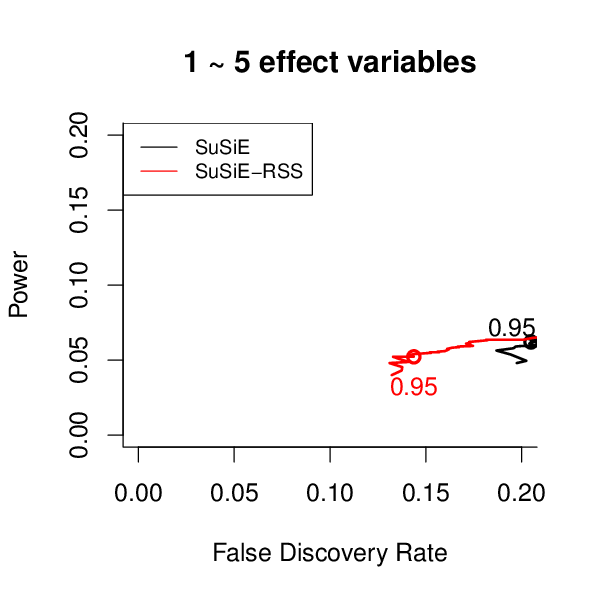 1 ~ 5 effect variables
SuSiE
SuSiE−RSS
Power
0.20
0.15
0.10
0.05
0.00
0.95
0.95
0.00 0.05 0.10 0.15 0.20
False Discovery Rate